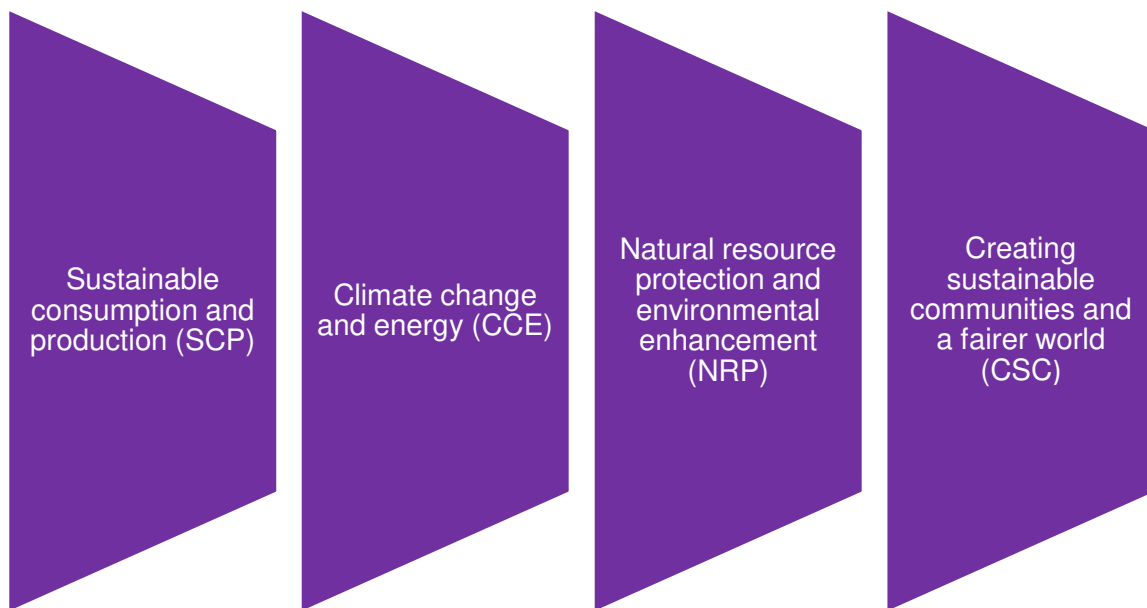 Sustainable
consumption and
production (SCP)
Climate change
and energy (CCE)
Natural resource
protection and
environmental
enhancement
(NRP)
Creating
sustainable
communities and
a fairer world
(CSC)